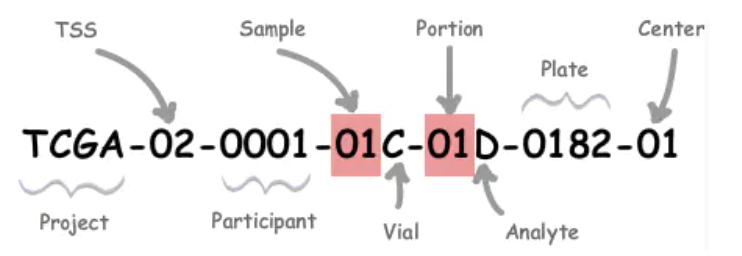 TSS Sample Portion Center
Plate
TCGA-02-0001-01C-01D-0182-01
Project Participant Vial Analyte